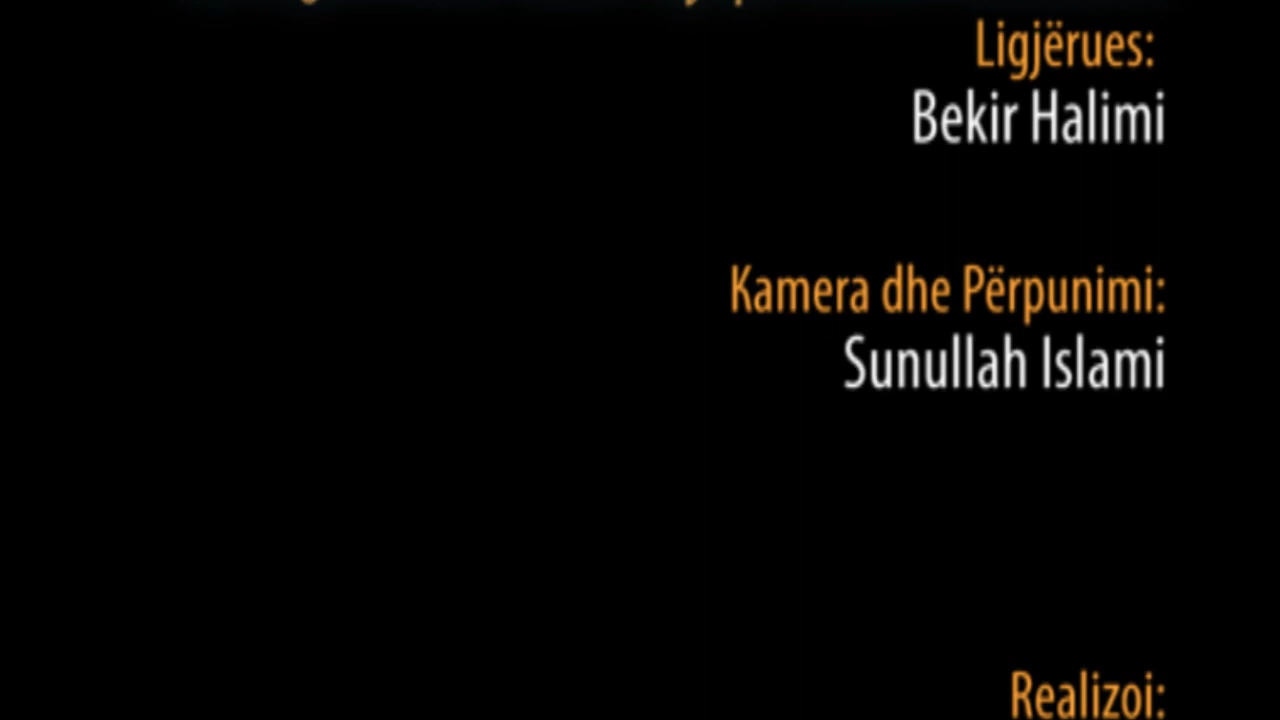 Ligjërues:
Bekir Halimi
Kamera dhe Përpunimi:
Sunullah Islami
Realizoi: